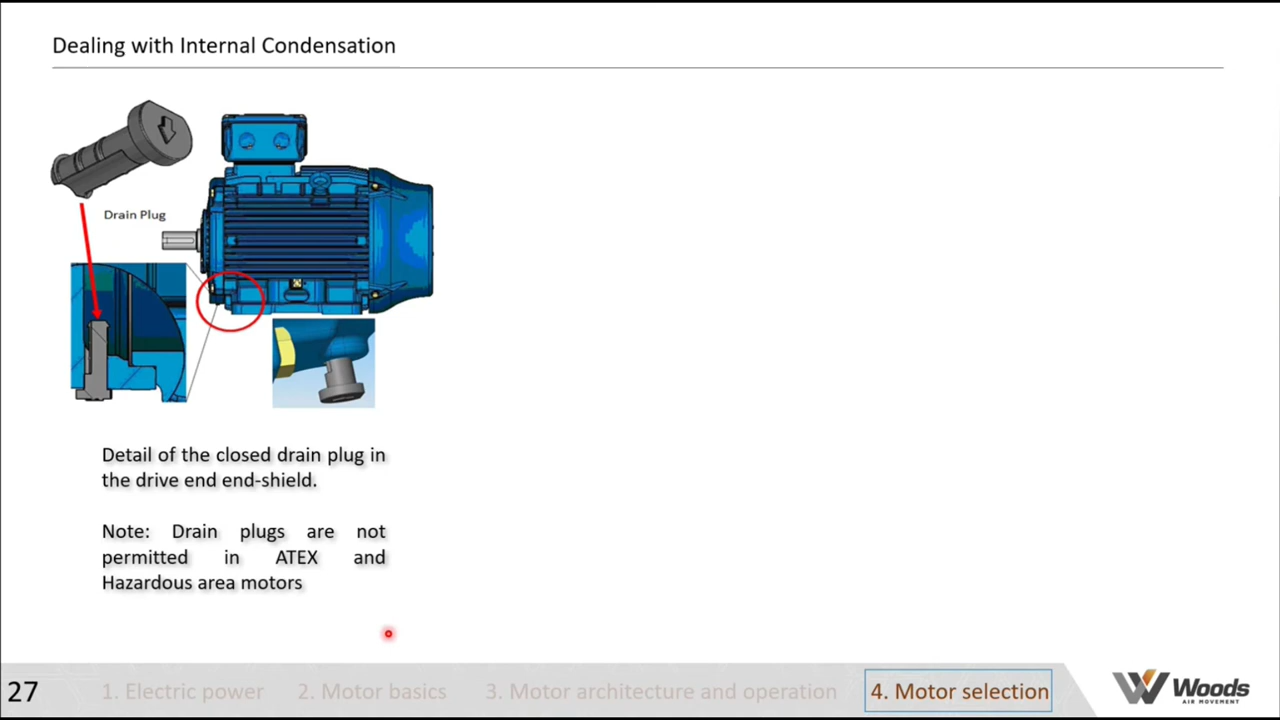 Dealing with Internal Condensation
Drain Plug
Detail of the closed drain plug in
the drive end end-shield.
Note: Drain plugs are not
permitted in ATEX and
Hazardous area motors
27
1. Electric power
2. Motor basics
3. Motor architecture and operation
4. Motor selection
Woods
AIR MOVEMENT